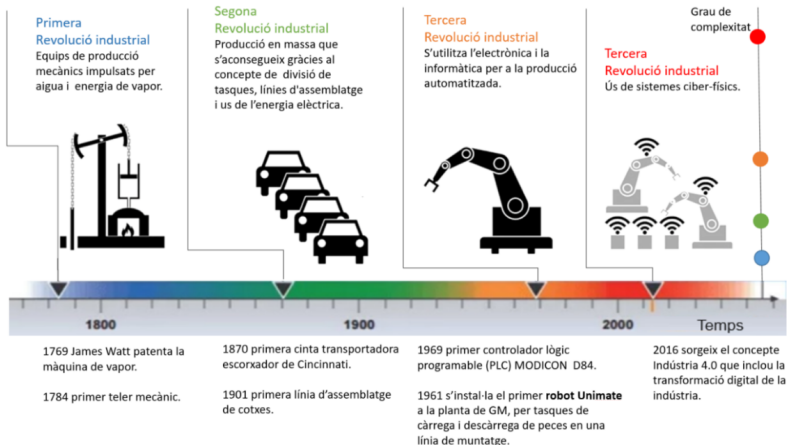 Primera
Revolució industrial
Equips de producció
mecànics impulsats per
aigua i energia de vapor.
Segona
Revolució industrial
Producció en massa que
s’aconsegueix gràcies al
concepte de divisió de
tasques, línies d'assemblatge
i us de l’energia elèctrica.
Tercera
Revolució industrial
S’utilitza l’electrònica i la
informàtica per a la producció
automatitzada.
Tercera
Revolució industrial
Ús de sistemes ciber-físics.
Grau de
complexitat
1800
1900
2000
Temps
1769 James Watt patenta la
màquina de vapor.
1784 primer teler mecànic.
1870 primera cinta transportadora
escorxador de Cincinnati.
1901 primera línia d’assemblatge
de cotxes.
1969 primer controlador lògic
programable (PLC) MODICON D84.
1961 s’instal·la el primer robot Unimate
a la planta de GM, per tasques de
càrrega i descàrrega de peces en una
línia de muntatge.
2016 sorgeix el concepte
Indústria 4.0 que inclou la
transformació digital de la
indústria.